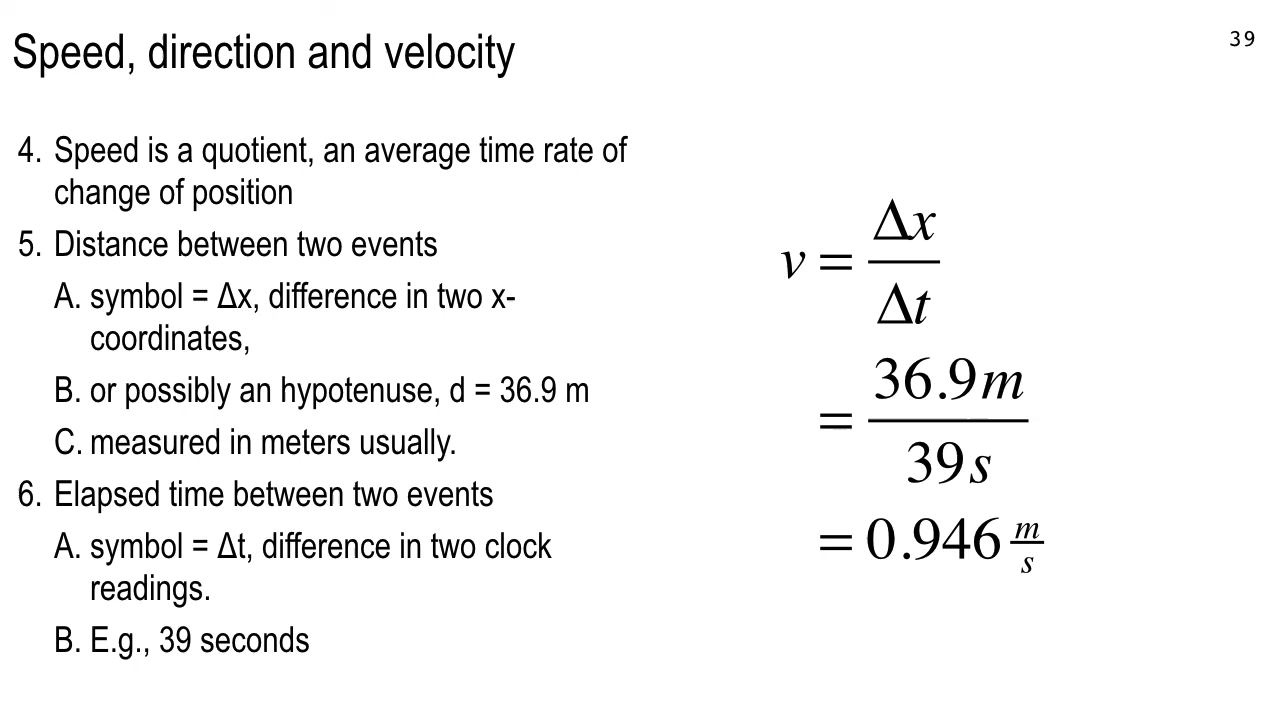 Speed, direction and velocity
39
4. Speed is a quotient, an average time rate of
change of position
5. Distance between two events
A. symbol = Δx, difference in two x-
coordinates,
B. or possibly an hypotenuse, d = 36.9 m
C. measured in meters usually.
6. Elapsed time between two events
A. symbol = Δt, difference in two clock
readings.
B. E.g., 39 seconds
v = Δx / Δt
= 36.9 m / 39 s
= 0.946 m/s